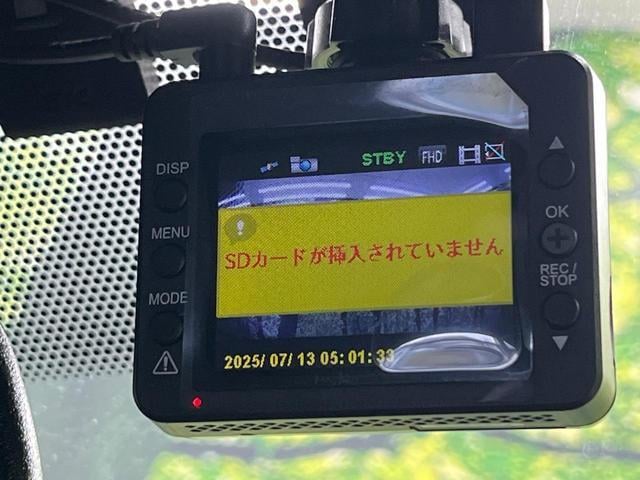 STBY FHD
DISP
MENU
MODE
OK
REC/
STOP
SDカードが挿入されていません
2025/07/13 05:01:33